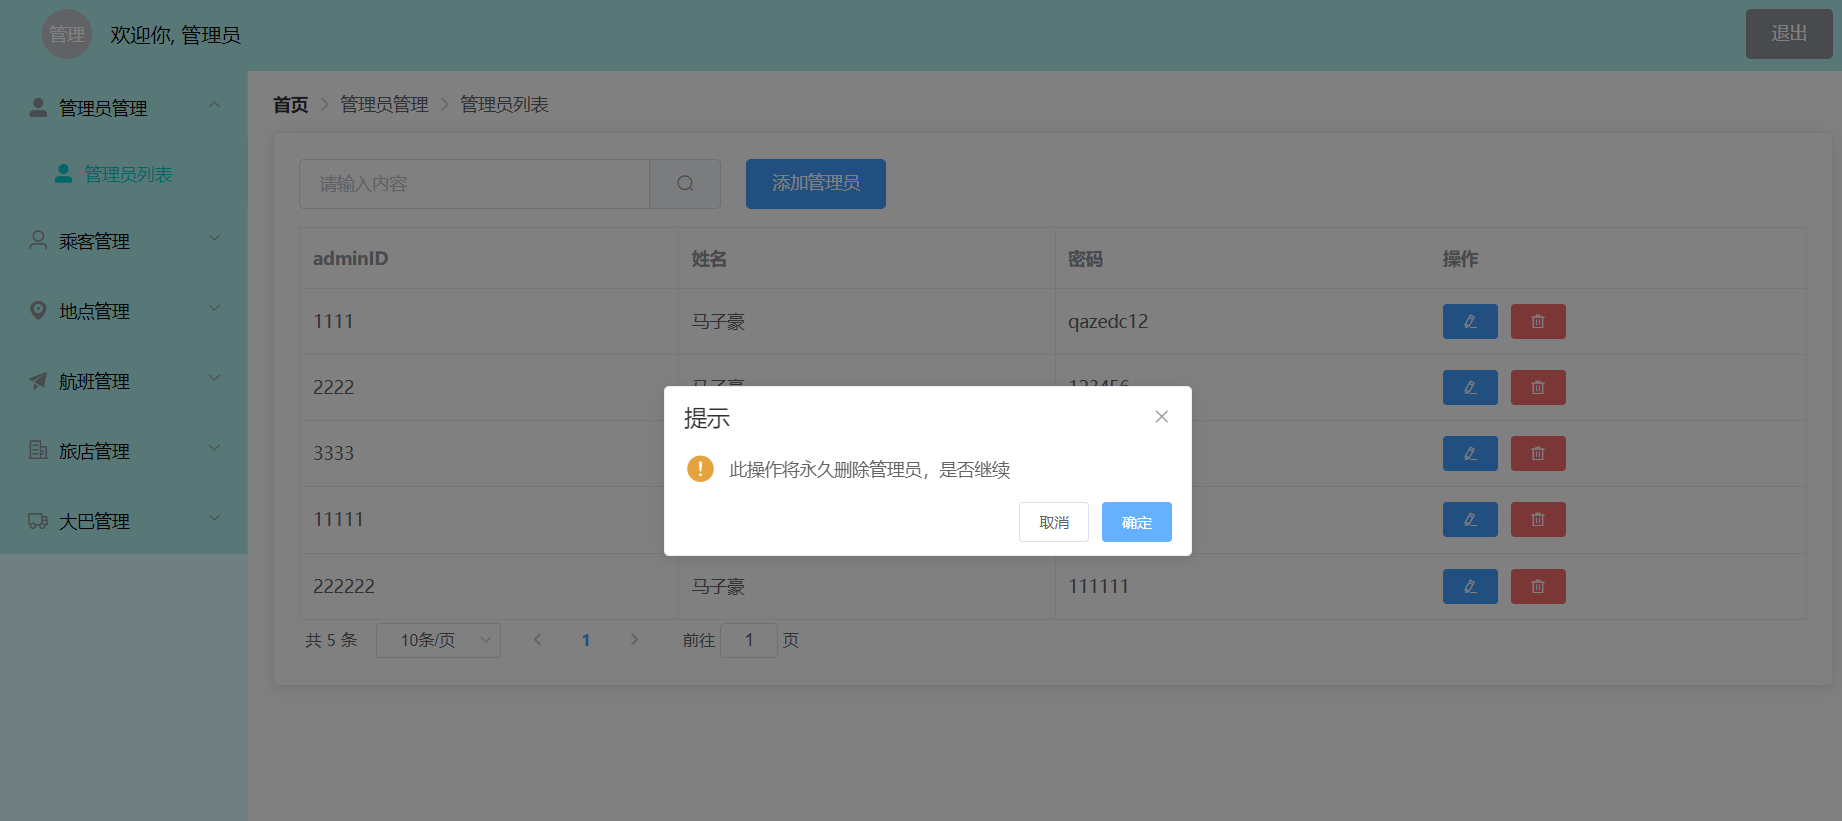 管理 欢迎你, 管理员 退出
管理员管理
管理员列表
乘客管理
地点管理
航班管理
旅店管理
大巴管理
首页 管理员管理 管理员列表
请输入内容 添加管理员
adminID 姓名 密码 操作
1111 马子豪 qazedc12
2222 马子豪 123456
3333
11111
222222 马子豪 111111
共 5 条 10条/页 1 前往 1 页
提示
此操作将永久删除管理员，是否继续
取消 确定